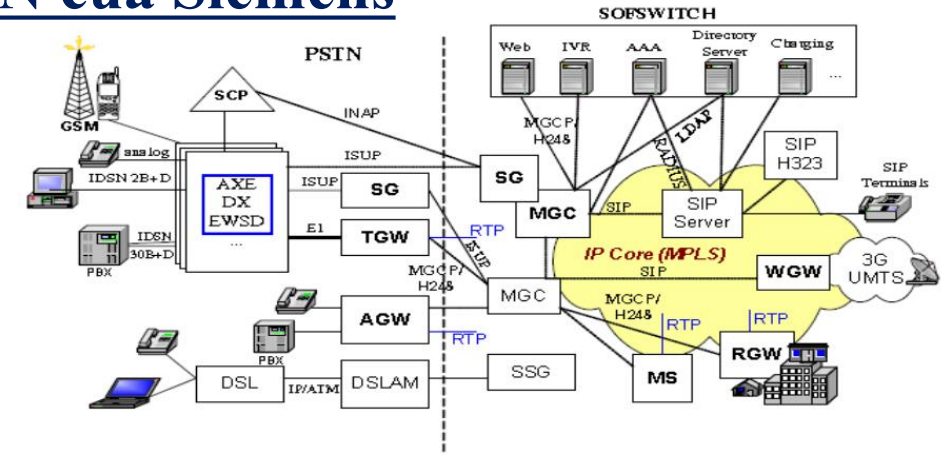 N của Siemens
SOFSWITCH
PSTN
Web IVR AAA Directory Server Charging
...
SCP
GSM
INAP
MGCP/
H248
LDAP
RADIUS
SIP
H323
analog
ISUP
IDSN 2B+D
AXE
DX
EWSD
...
ISUP
SG
SG
MGC
SIP
SIP
Server
SIP
Terminals
IDSN
30B+D
PBX
E1
TGW
RTP
ISUP
IP Core (MPLS)
SIP
WGW
3G
UMTS
MGCP/
H248
MGC
MGCP/
H248
AGW
RTP
RTP
RTP
PBX
RGW
DSL
IP/ATM
DSLAM
SSG
MS